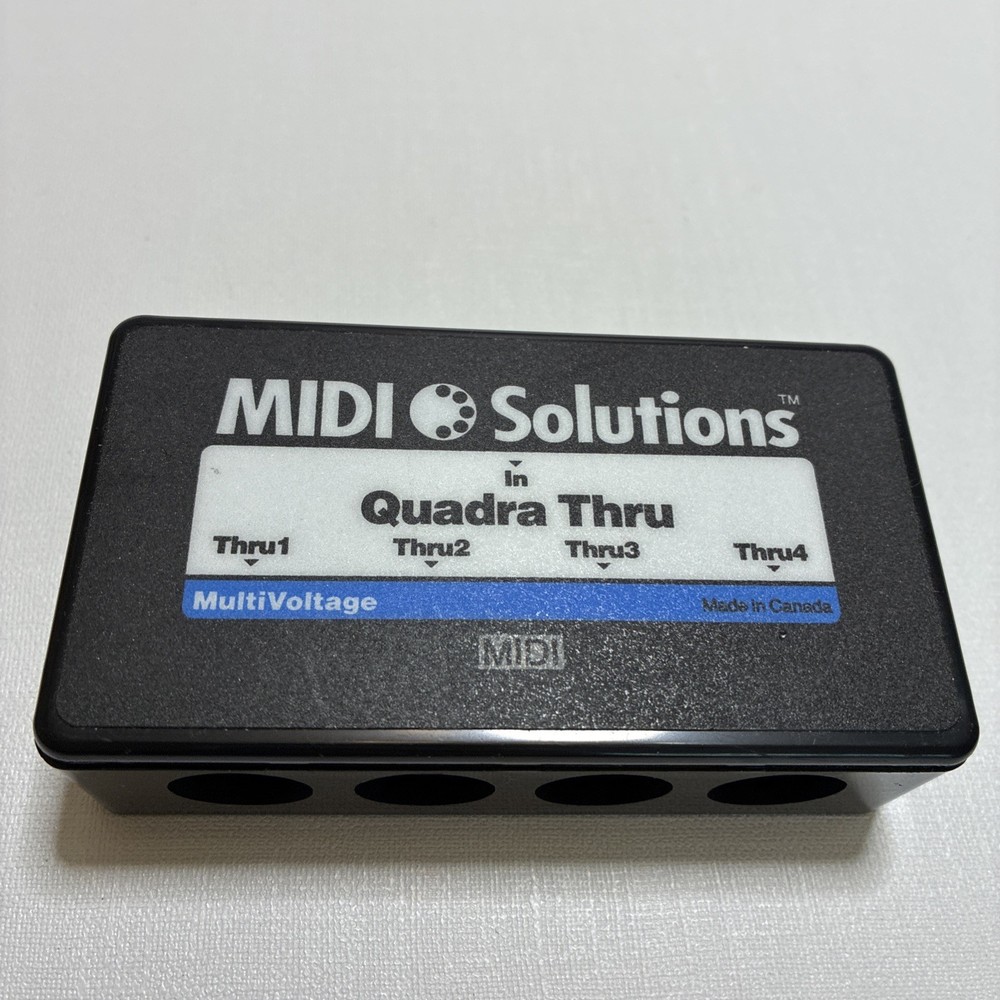 MIDI Solutions™
In
Quadra Thru
Thru1 Thru2 Thru3 Thru4
MultiVoltage Made in Canada
MIDI